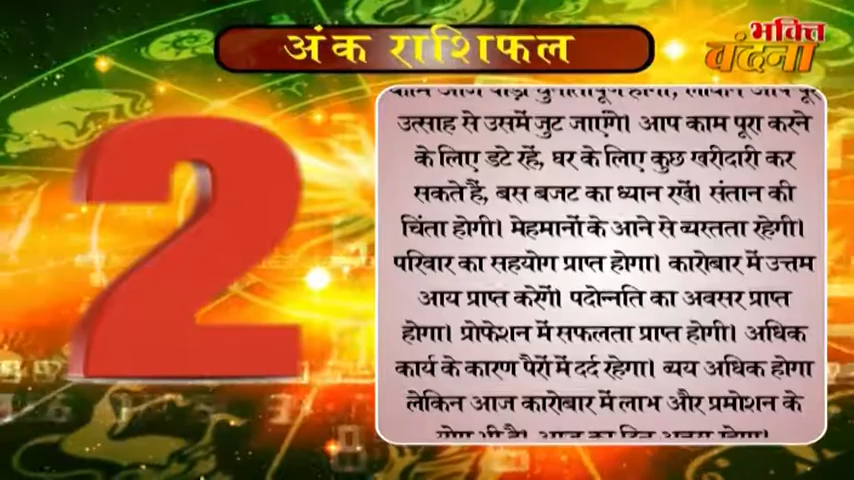 अंक राशिफल
भक्ति
वंदना
2
उत्साह से उसमें जुट जाएंगे। आप काम पूरा करने
के लिए डटे रहें, घर के लिए कुछ खरीदारी कर
सकते हैं, बस बजट का ध्यान रखें। संतान की
चिंता होगी। मेहमानों के आने से व्यस्तता रहेगी।
परिवार का सहयोग प्राप्त होगा। कारोबार में उत्तम
आय प्राप्त करेगें। पदोन्नति का अवसर प्राप्त
होगा। प्रोफेशन में सफलता प्राप्त होगी। अधिक
कार्य के कारण पैरों में दर्द रहेगा। व्यय अधिक होगा
लेकिन आज कारोबार में लाभ और प्रमोशन के